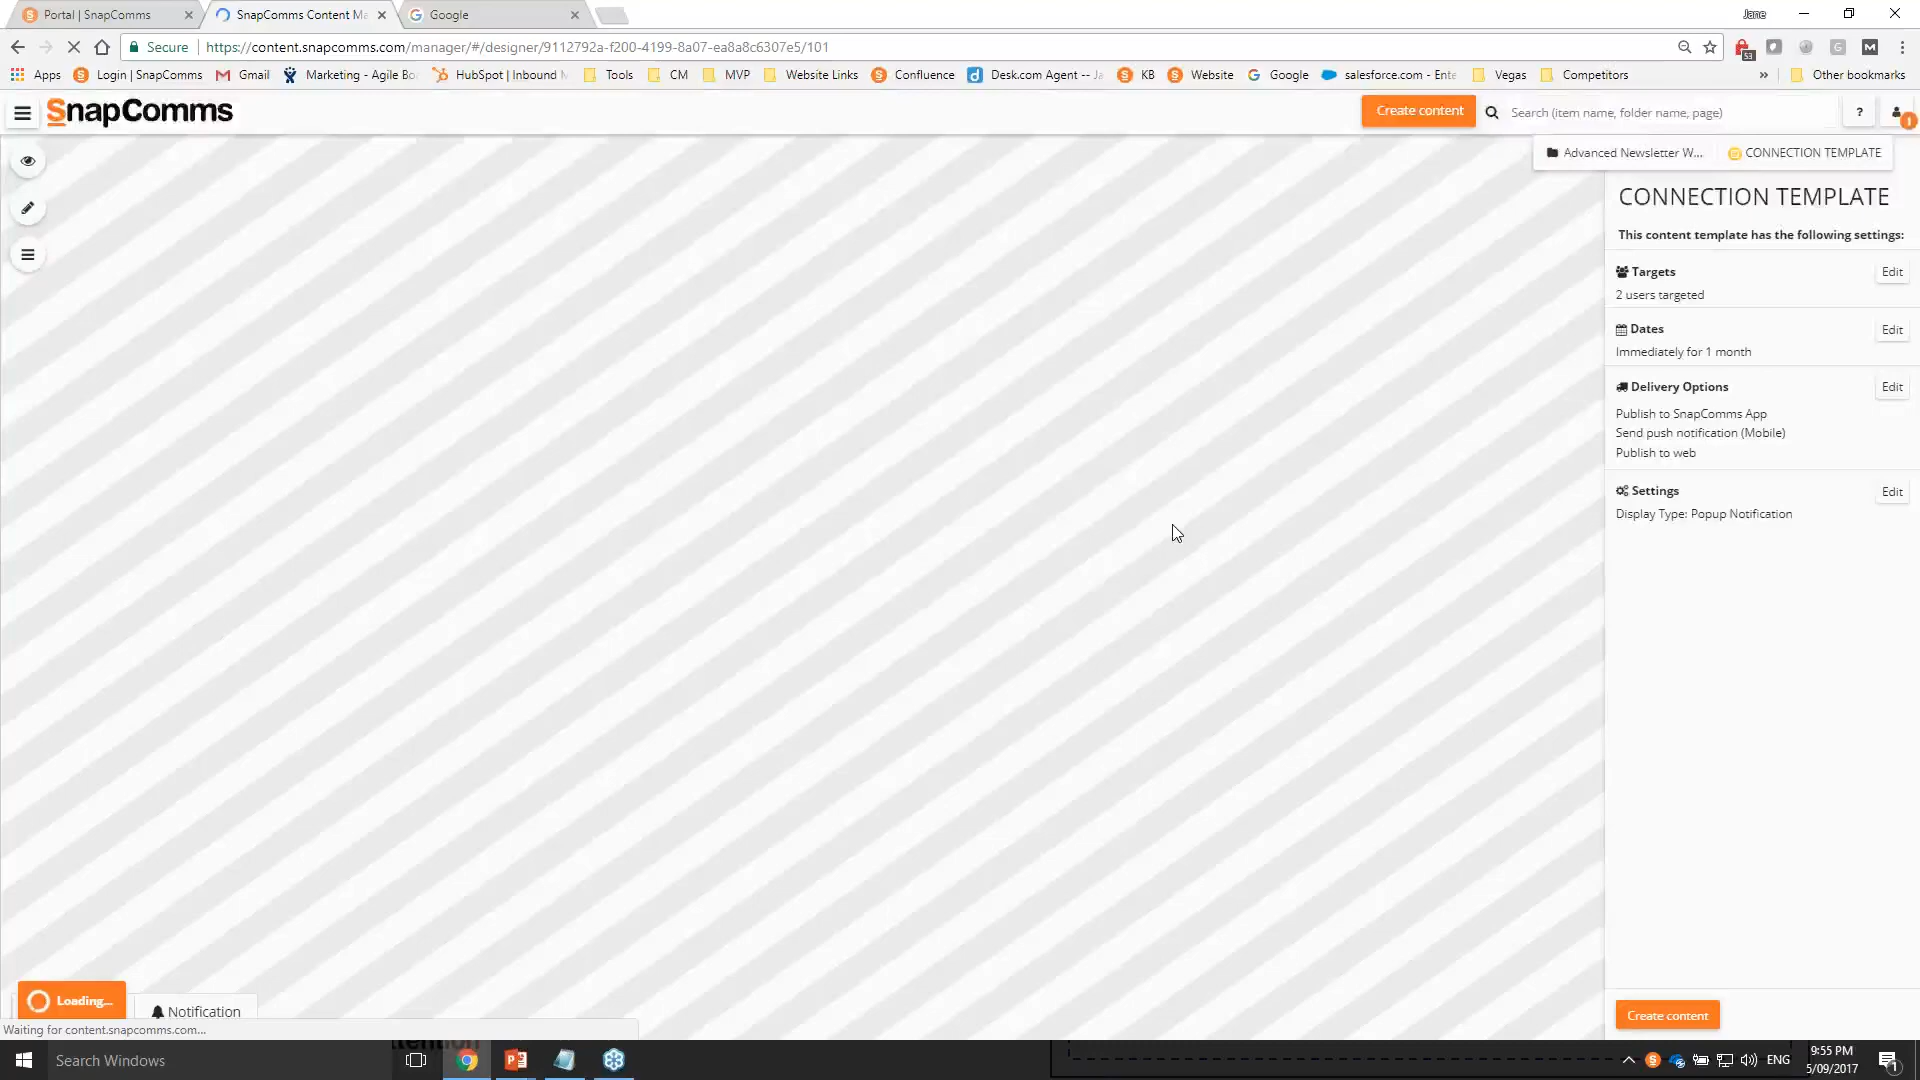 Portal | SnapComms
SnapComms Content Ma
Google
Jane
Secure https://content.snapcomms.com/manager/#/designer/9112792a-f200-4199-8a07-ea8a8c6307e5/101
53
Apps Login | SnapComms Gmail Marketing - Agile Bo HubSpot | Inbound M Tools CM MVP Website Links Confluence Desk.com Agent -- Ja KB Website Google salesforce.com - Ente Vegas Competitors » Other bookmarks
SnapComms
Create content
Search (item name, folder name, page)
?
Advanced Newsletter W... CONNECTION TEMPLATE
CONNECTION TEMPLATE
This content template has the following settings:
Targets Edit
2 users targeted
Dates Edit
Immediately for 1 month
Delivery Options Edit
Publish to SnapComms App
Send push notification (Mobile)
Publish to web
Settings Edit
Display Type: Popup Notification
Loading...
Notification
Create content
Waiting for content.snapcomms.com...
Search Windows
ENG
9:55 PM
5/09/2017
1